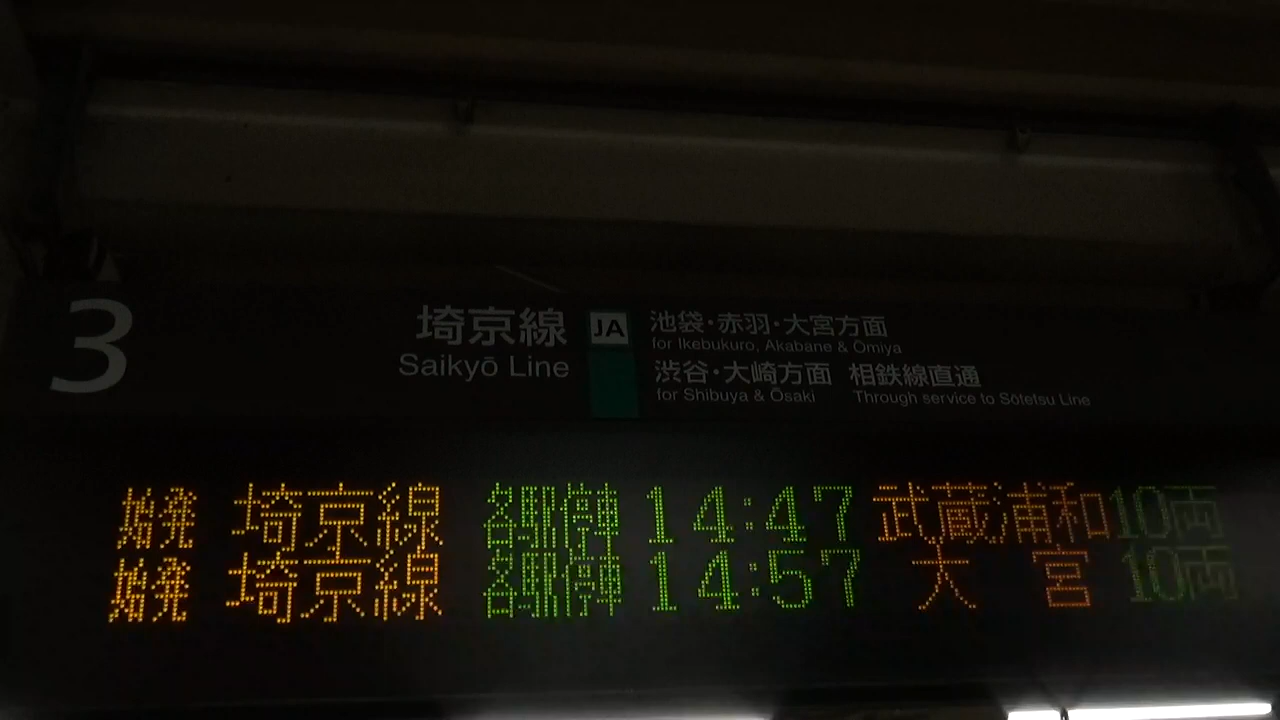 3
埼京線 JA 池袋・赤羽・大宮方面
Saikyō Line for Ikebukuro, Akabane & Ōmiya
渋谷・大崎方面 相鉄線直通
for Shibuya & Ōsaki Through service to Sōtetsu Line
始発 埼京線 各駅停車 14:47 武蔵浦和 10両
始発 埼京線 各駅停車 14:57 大宮 10両